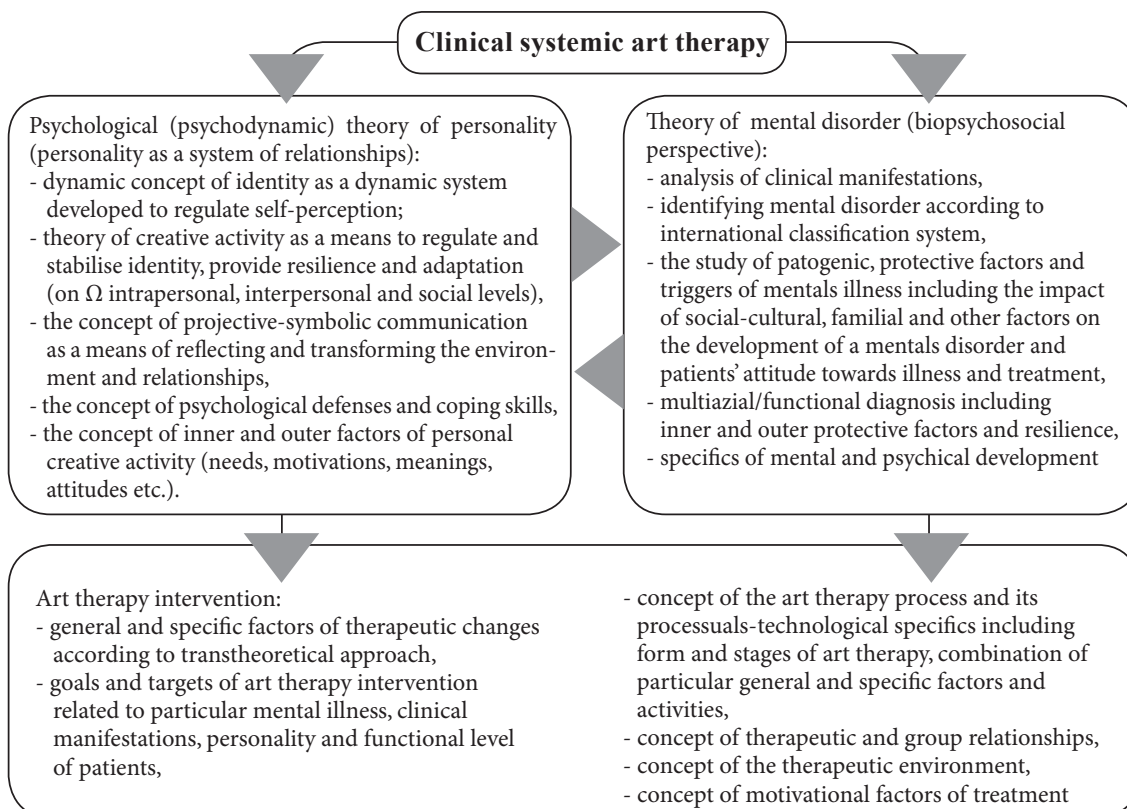 Clinical systemic art therapy
Psychological (psychodynamic) theory of personality
(personality as a system of relationships):
- dynamic concept of identity as a dynamic system
developed to regulate self-perception;
- theory of creative activity as a means to regulate and
stabilise identity, provide resilience and adaptation
(on Ω intrapersonal, interpersonal and social levels),
- the concept of projective-symbolic communication
as a means of reflecting and transforming the environ-
ment and relationships,
- the concept of psychological defenses and coping skills,
- the concept of inner and outer factors of personal
creative activity (needs, motivations, meanings,
attitudes etc.).
Theory of mental disorder (biopsychosocial
perspective):
- analysis of clinical manifestations,
- identifying mental disorder according to
international classification system,
- the study of patogenic, protective factors and
triggers of mentals illness including the impact
of social-cultural, familial and other factors on
the development of a mentals disorder and
patients' attitude towards illness and treatment,
- multiazial/functional diagnosis including
inner and outer protective factors and resilience,
- specifics of mental and psychical development
Art therapy intervention:
- general and specific factors of therapeutic changes
according to transtheoretical approach,
- goals and targets of art therapy intervention
related to particular mental illness, clinical
manifestations, personality and functional level
of patients,
- concept of the art therapy process and its
processuals-technological specifics including
form and stages of art therapy, combination of
particular general and specific factors and
activities,
- concept of therapeutic and group relationships,
- concept of the therapeutic environment,
- concept of motivational factors of treatment